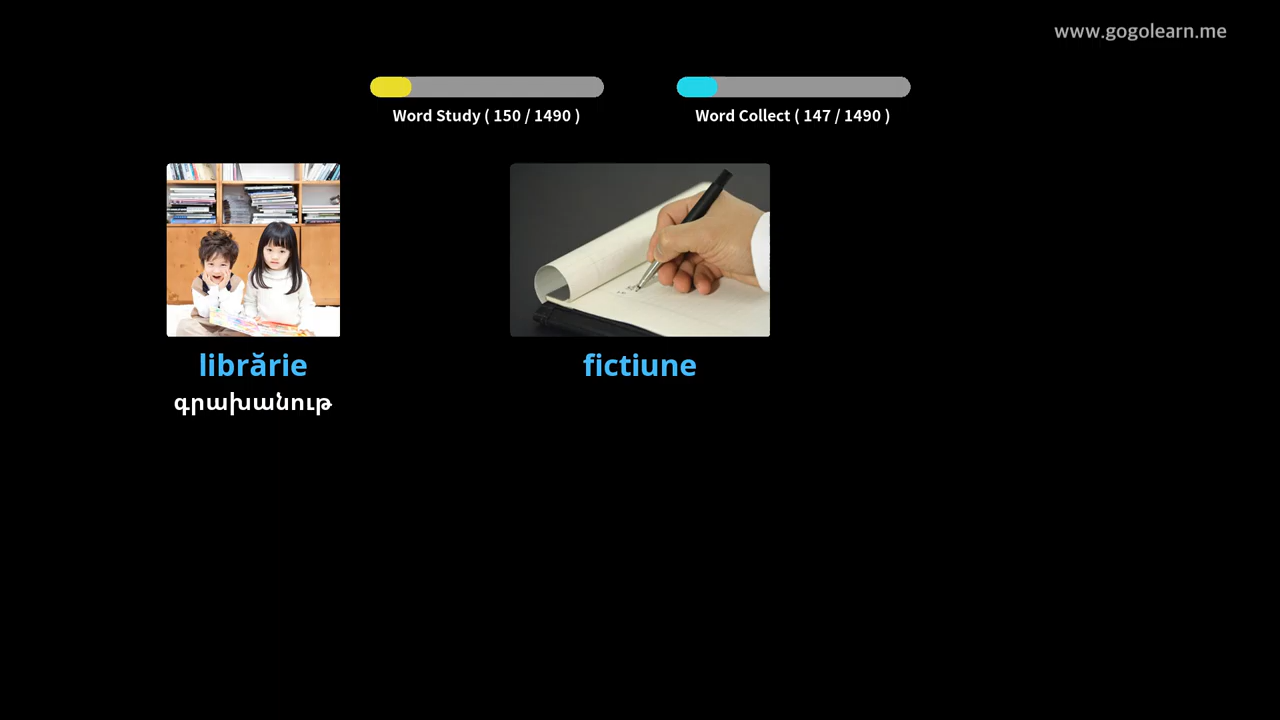 www.gogolearn.me
Word Study ( 150 / 1490 )
Word Collect ( 147 / 1490 )
librărie
գրախանութ
fictiune